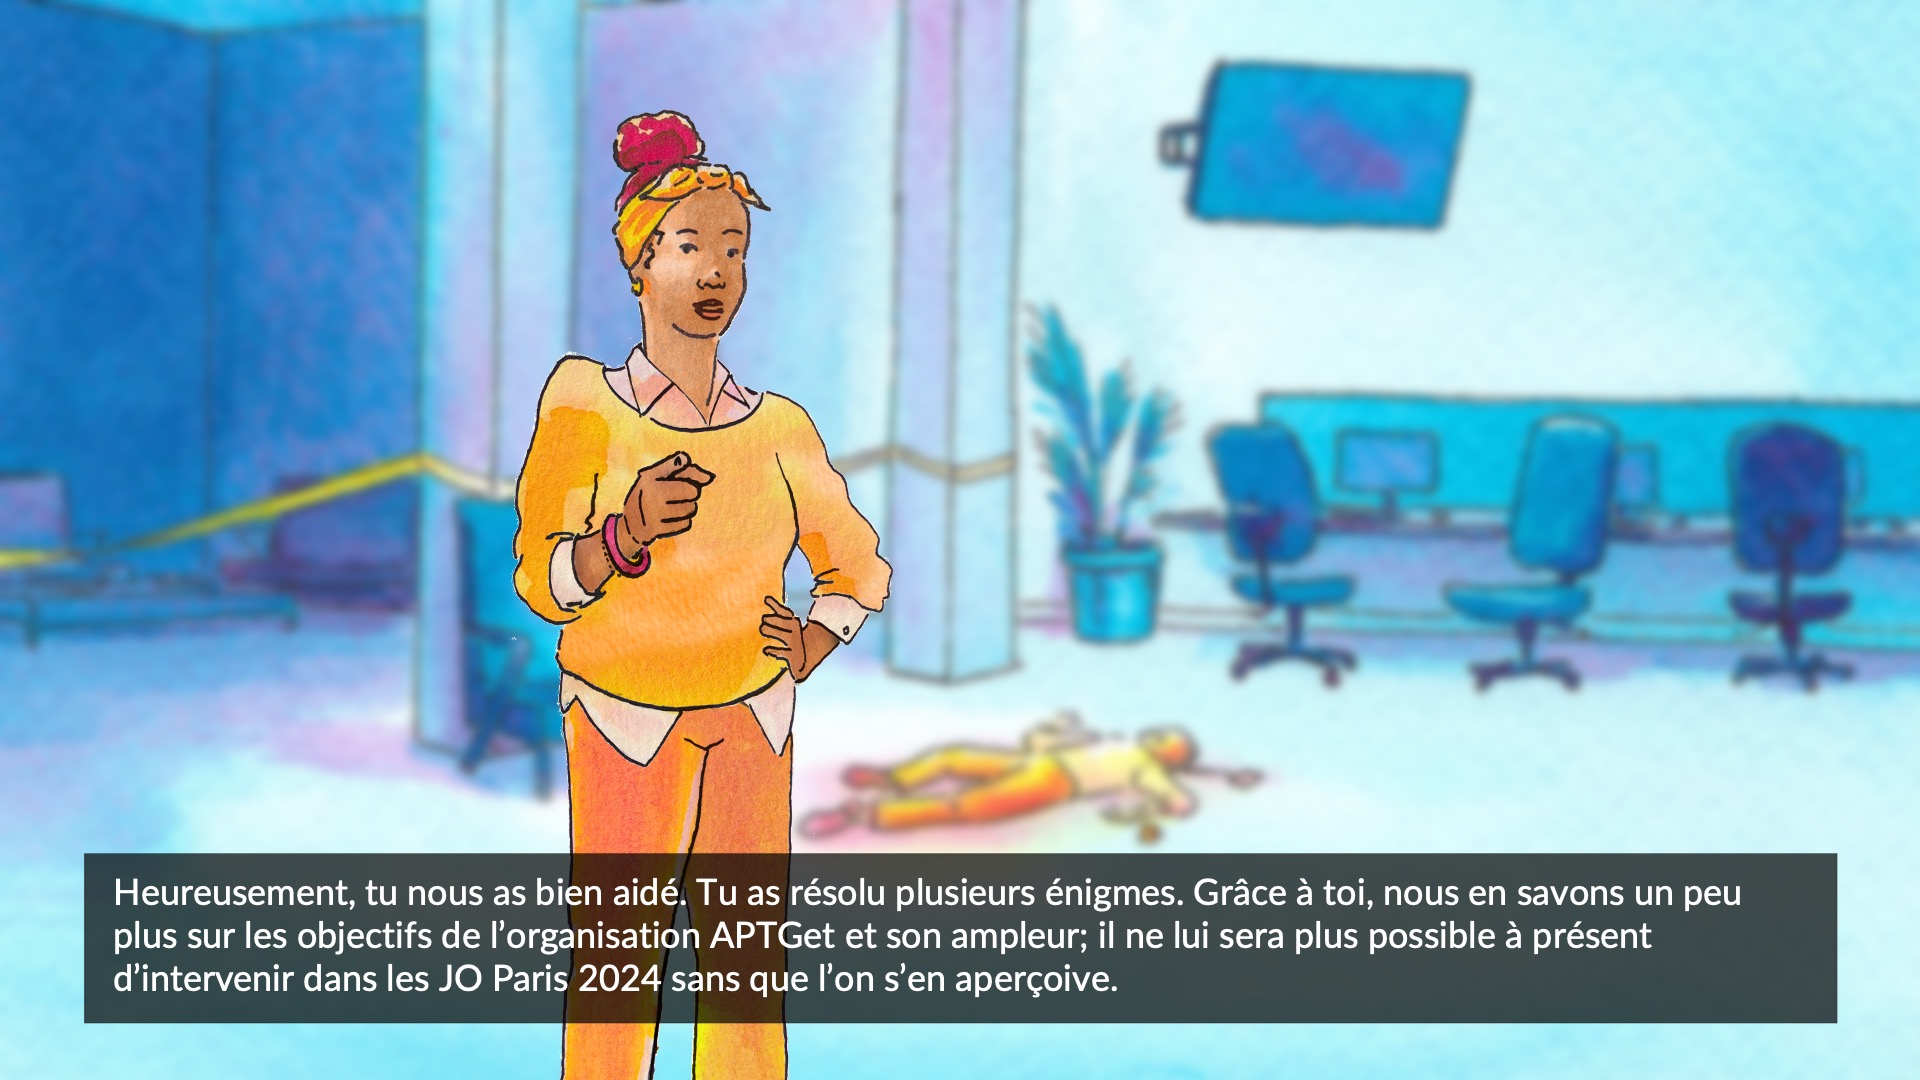 Heureusement, tu nous as bien aidé. Tu as résolu plusieurs énigmes. Grâce à toi, nous en savons un peu
plus sur les objectifs de l’organisation APTGet et son ampleur; il ne lui sera plus possible à présent
d’intervenir dans les JO Paris 2024 sans que l’on s’en aperçoive.